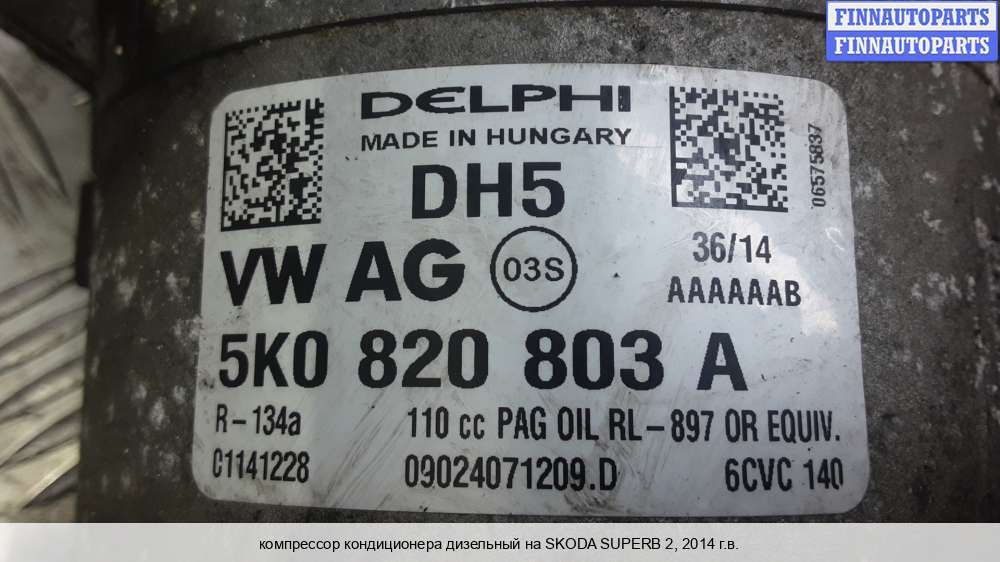 FINNAUTOPARTS
FINNAUTOPARTS
DELPHI
MADE IN HUNGARY
DH5
06575837
VW AG 03S
36/14
AAAAAAB
5K0 820 803 A
R-134a 110 cc PAG OIL RL-897 OR EQUIV.
C1141228 09024071209.D 6CVC 140
компрессор кондиционера дизельный на SKODA SUPERB 2, 2014 г.в.